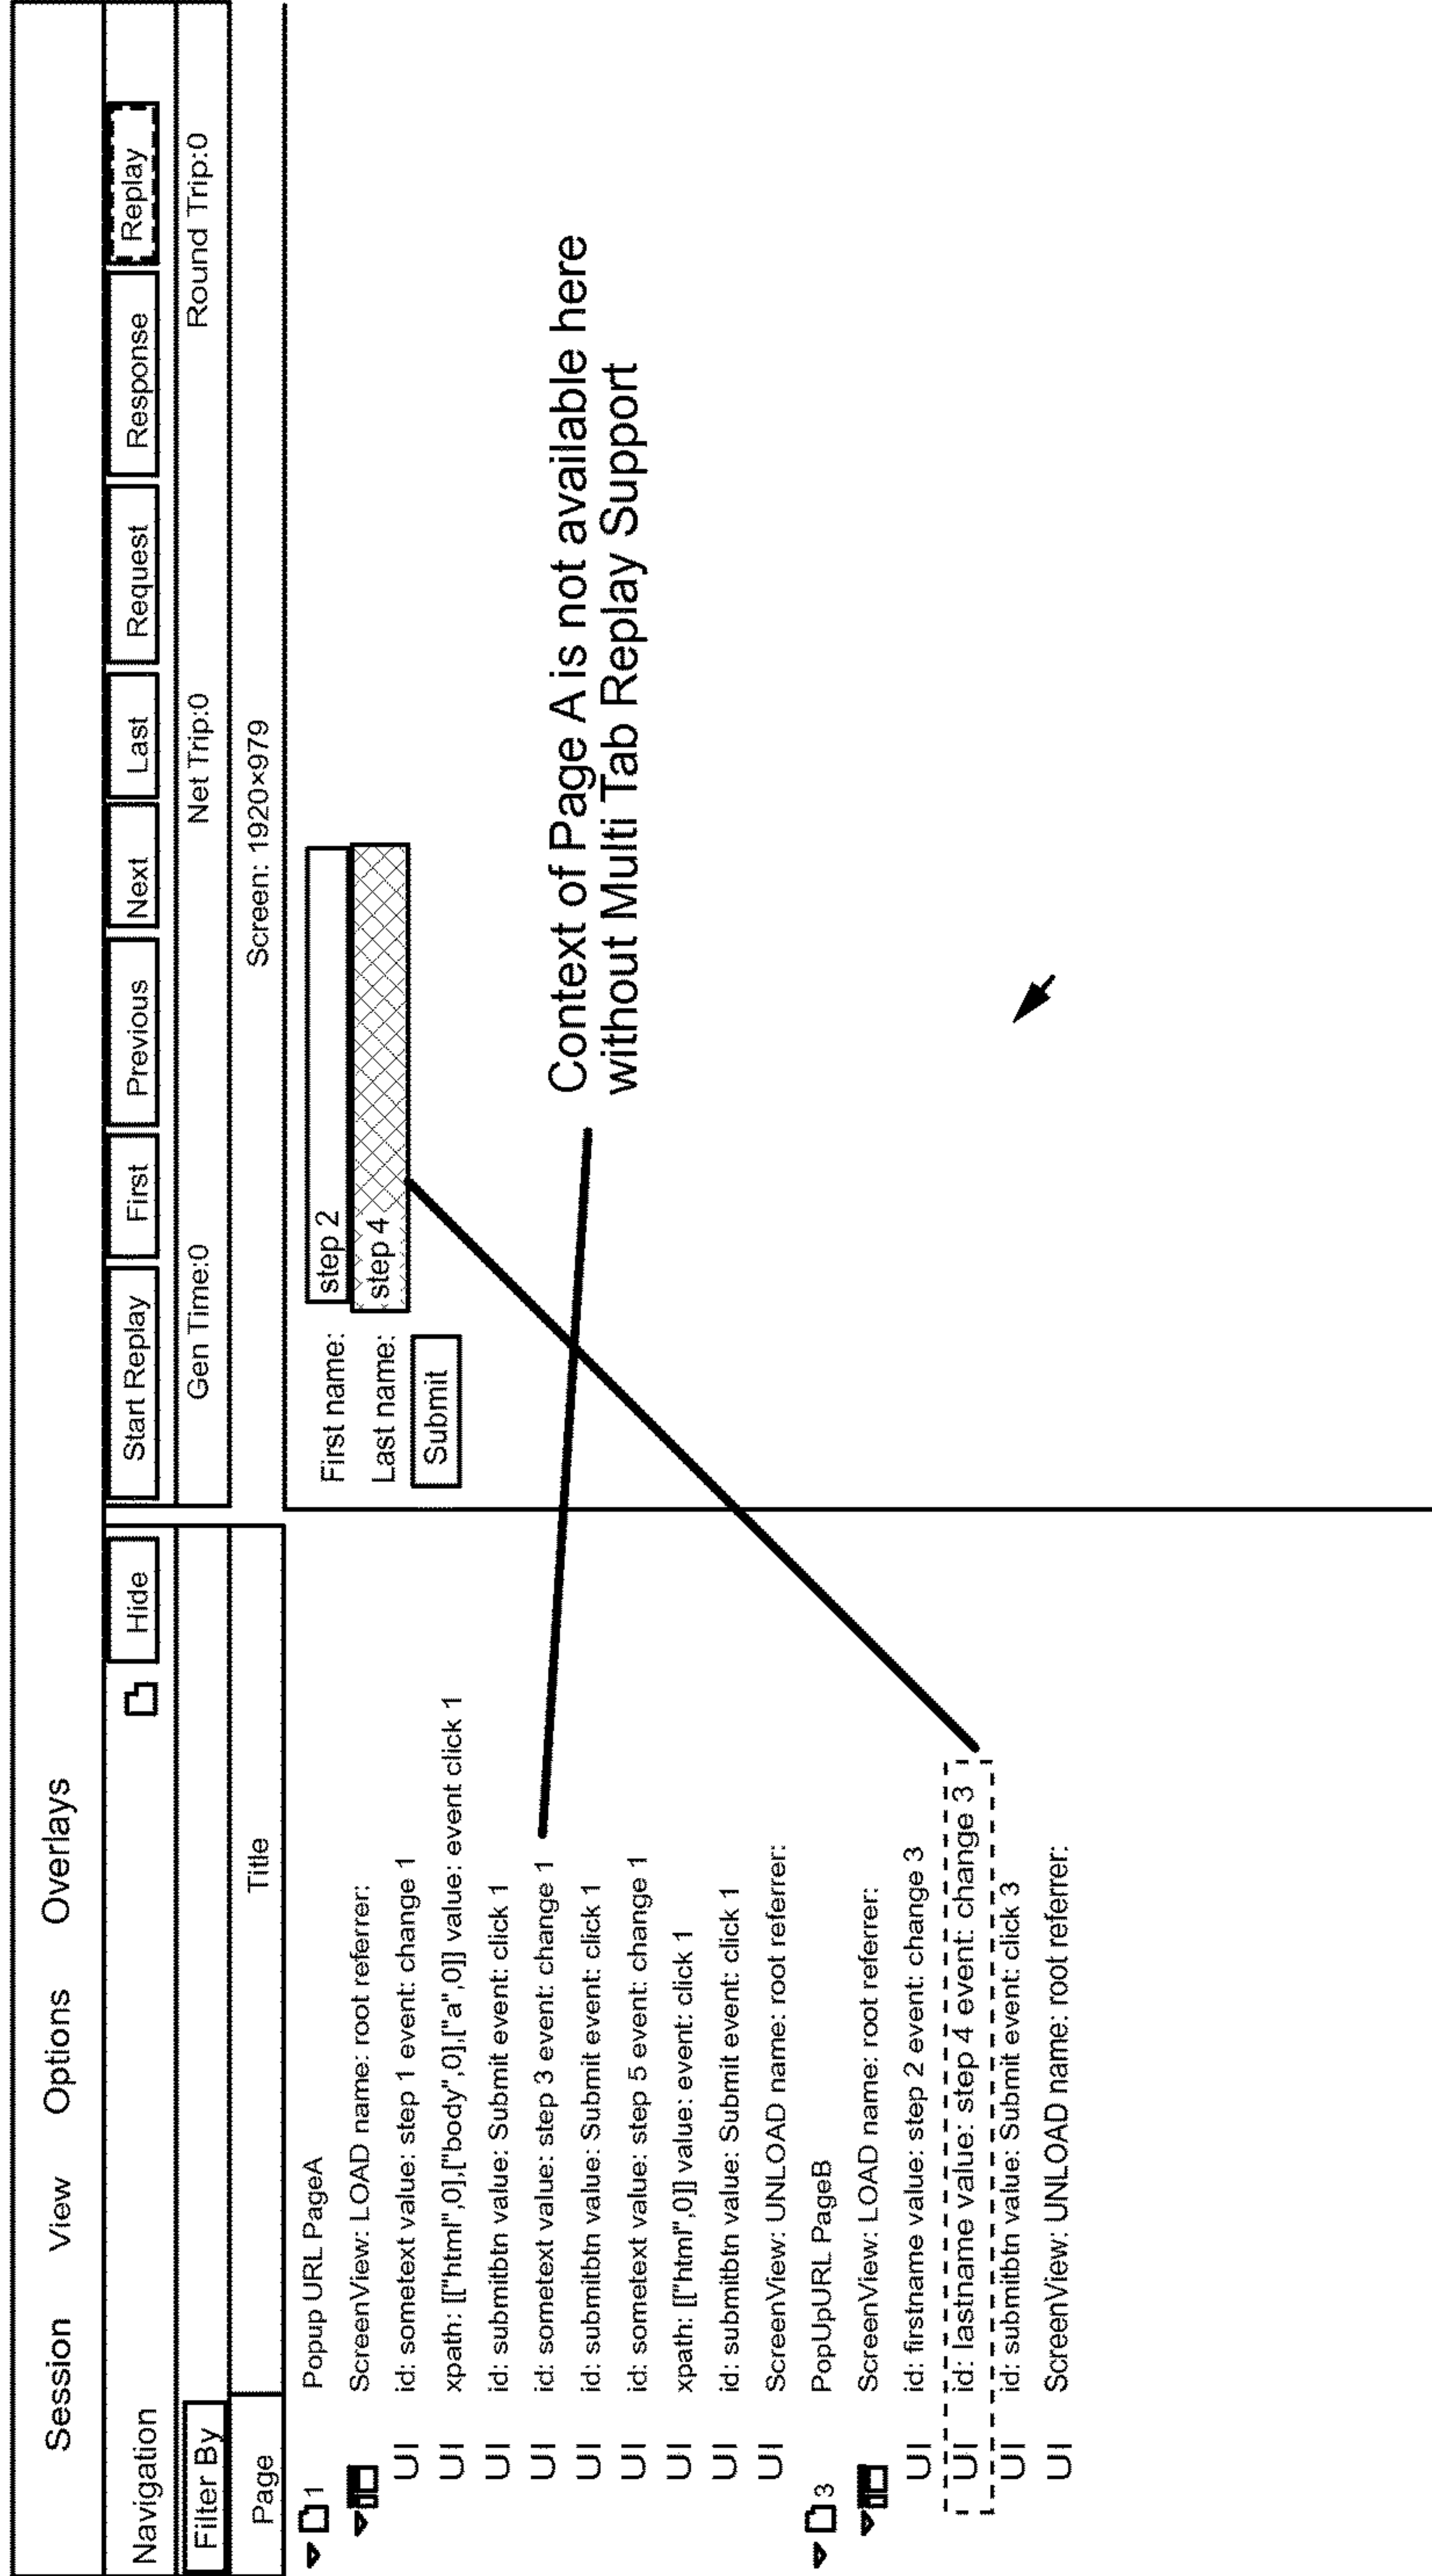 Session View Options Overlays
Navigation Hide Start Replay First Previous Next Last Request Response Replay
Filter By Gen Time:0 Net Trip:0 Round Trip:0
Page Title Screen: 1920×979
1 Popup URL PageA
ScreenView: LOAD name: root referrer:
UI id: sometext value: step 1 event: change 1
UI xpath: [["html",0],["body",0],["a",0]] value: event click 1
UI id: submitbtn value: Submit event: click 1
UI id: sometext value: step 3 event: change 1
UI id: submitbtn value: Submit event: click 1
UI id: sometext value: step 5 event: change 1
UI xpath: [["html",0]] value: event: click 1
UI id: submitbtn value: Submit event: click 1
UI ScreenView: UNLOAD name: root referrer:
3 PopUpURL PageB
ScreenView: LOAD name: root referrer:
UI id: firstname value: step 2 event: change 3
UI id: lastname value: step 4 event: change 3
UI id: submitbtn value: Submit event: click 3
UI ScreenView: UNLOAD name: root referrer:
First name: step 2
Last name: step 4
Submit
Context of Page A is not available here
without Multi Tab Replay Support